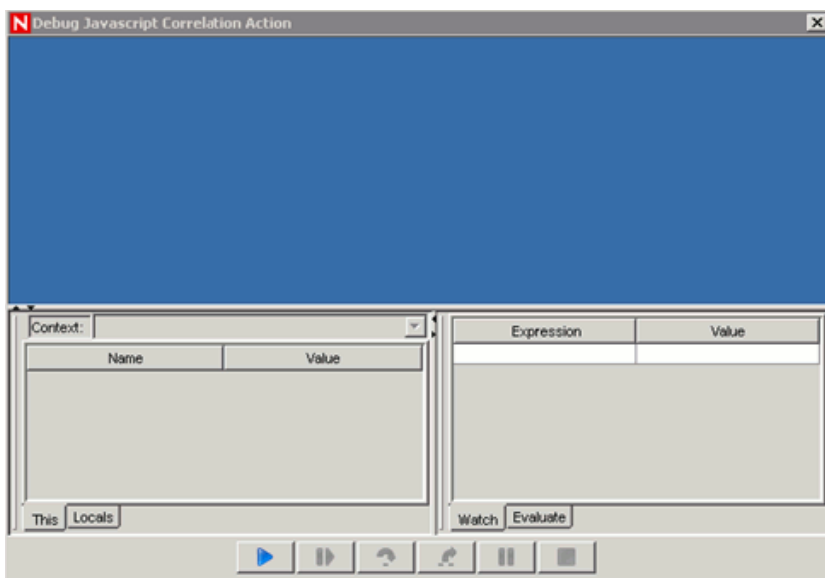 N Debug Javascript Correlation Action
Context:
Name Value
This Locals
Expression Value
Watch Evaluate